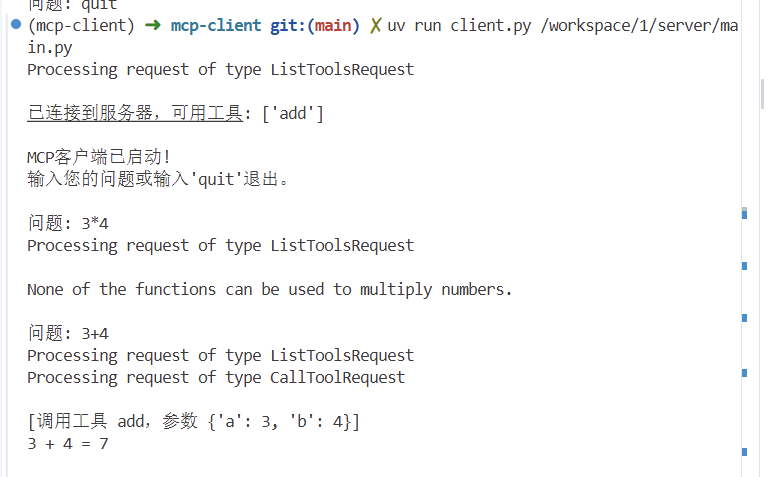 问题: quit
(mcp-client) ➜ mcp-client git:(main) ✗ uv run client.py /workspace/1/server/ma
in.py
Processing request of type ListToolsRequest
已连接到服务器，可用工具: ['add']
MCP客户端已启动!
输入您的问题或输入'quit'退出。
问题: 3*4
Processing request of type ListToolsRequest
None of the functions can be used to multiply numbers.
问题: 3+4
Processing request of type ListToolsRequest
Processing request of type CallToolRequest
[调用工具 add，参数 {'a': 3, 'b': 4}]
3 + 4 = 7